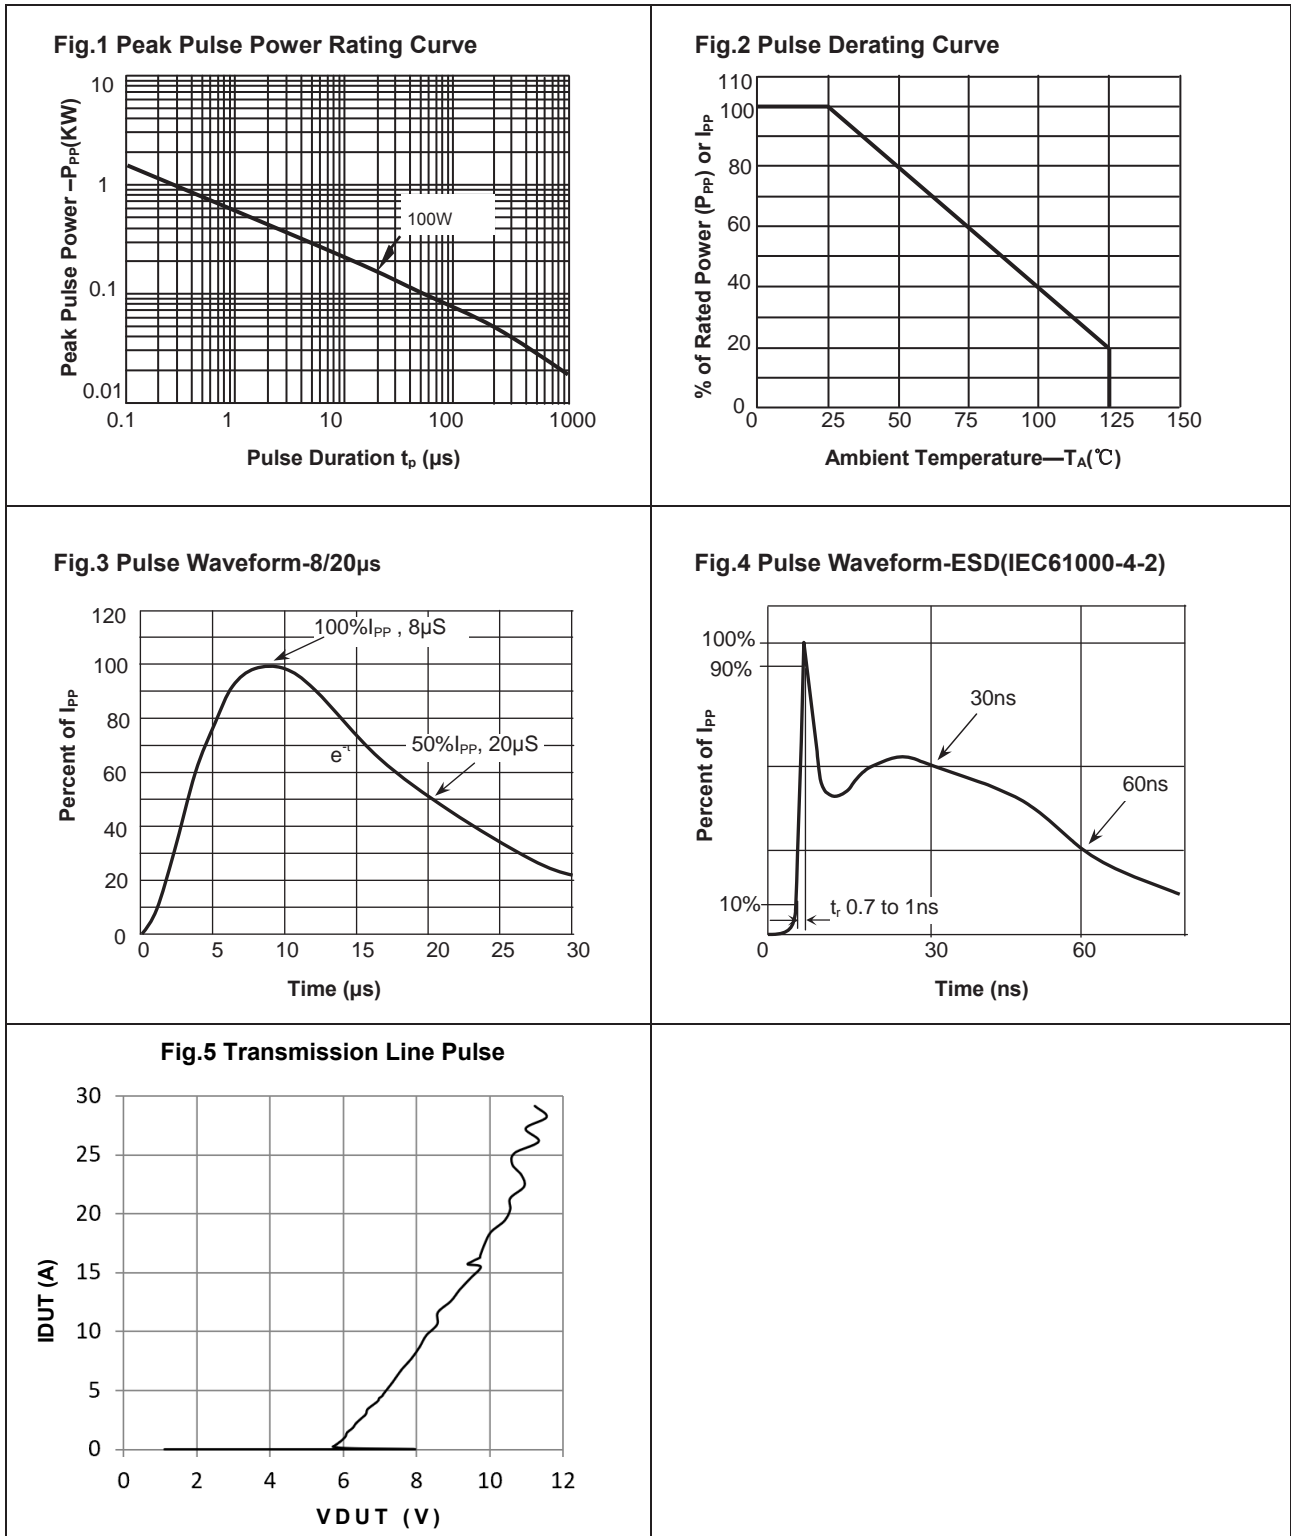 Fig.1 Peak Pulse Power Rating Curve
Peak Pulse Power –PPP(KW)
10
1
0.1
0.01
100W
0.1 1 10 100 1000
Pulse Duration tp (µs)
Fig.2 Pulse Derating Curve
% of Rated Power (PPP) or IPP
110
100
80
60
40
20
0
0 25 50 75 100 125 150
Ambient Temperature—TA(℃)
Fig.3 Pulse Waveform-8/20µs
Percent of IPP
120
100
80
60
40
20
0
100%IPP , 8µS
50%IPP, 20µS
e-t
0 5 10 15 20 25 30
Time (µs)
Fig.4 Pulse Waveform-ESD(IEC61000-4-2)
Percent of IPP
100%
90%
10%
30ns
60ns
tr 0.7 to 1ns
0 30 60
Time (ns)
Fig.5 Transmission Line Pulse
IDUT (A)
30
25
20
15
10
5
0
0 2 4 6 8 10 12
VDUT (V)